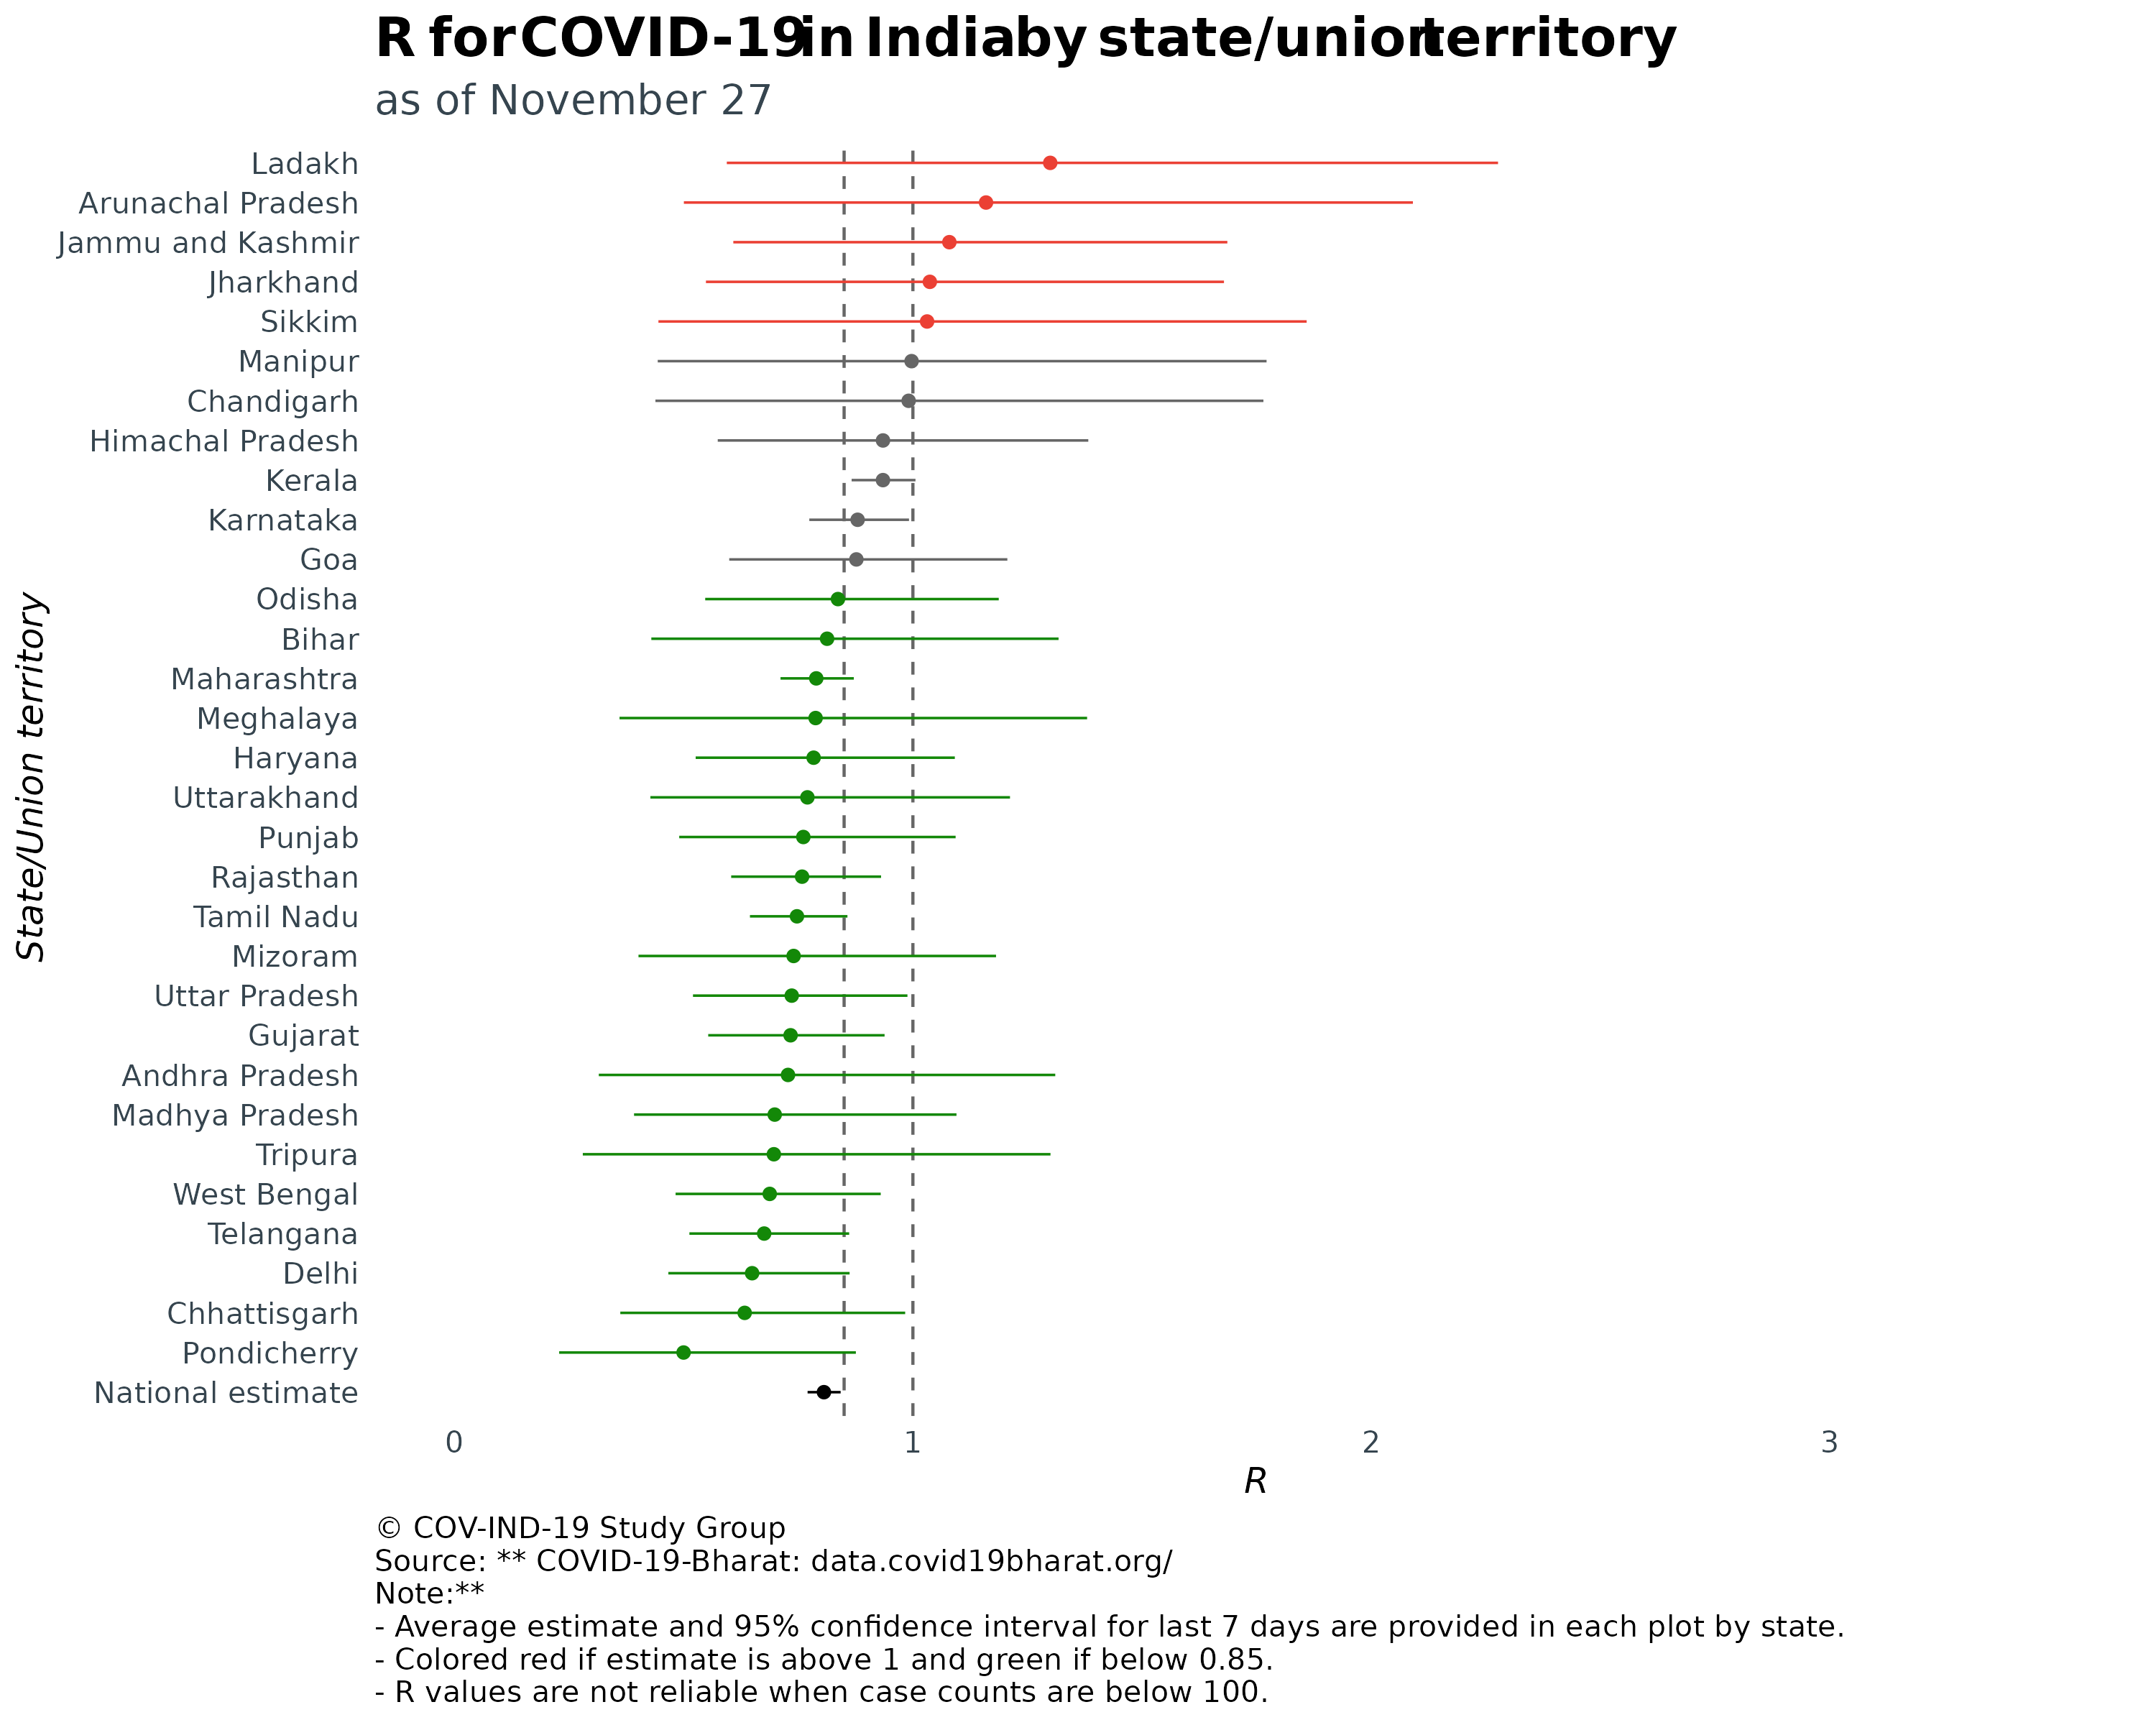 R for COVID-19 in India by state/union territory
as of November 27
Ladakh
Arunachal Pradesh
Jammu and Kashmir
Jharkhand
Sikkim
Manipur
Chandigarh
Himachal Pradesh
Kerala
Karnataka
Goa
Odisha
Bihar
Maharashtra
Meghalaya
Haryana
Uttarakhand
Punjab
Rajasthan
Tamil Nadu
Mizoram
Uttar Pradesh
Gujarat
Andhra Pradesh
Madhya Pradesh
Tripura
West Bengal
Telangana
Delhi
Chhattisgarh
Pondicherry
National estimate
State/Union territory
0 1 2 3
R
© COV-IND-19 Study Group
Source: ** COVID-19-Bharat: data.covid19bharat.org/
Note:**
- Average estimate and 95% confidence interval for last 7 days are provided in each plot by state.
- Colored red if estimate is above 1 and green if below 0.85.
- R values are not reliable when case counts are below 100.